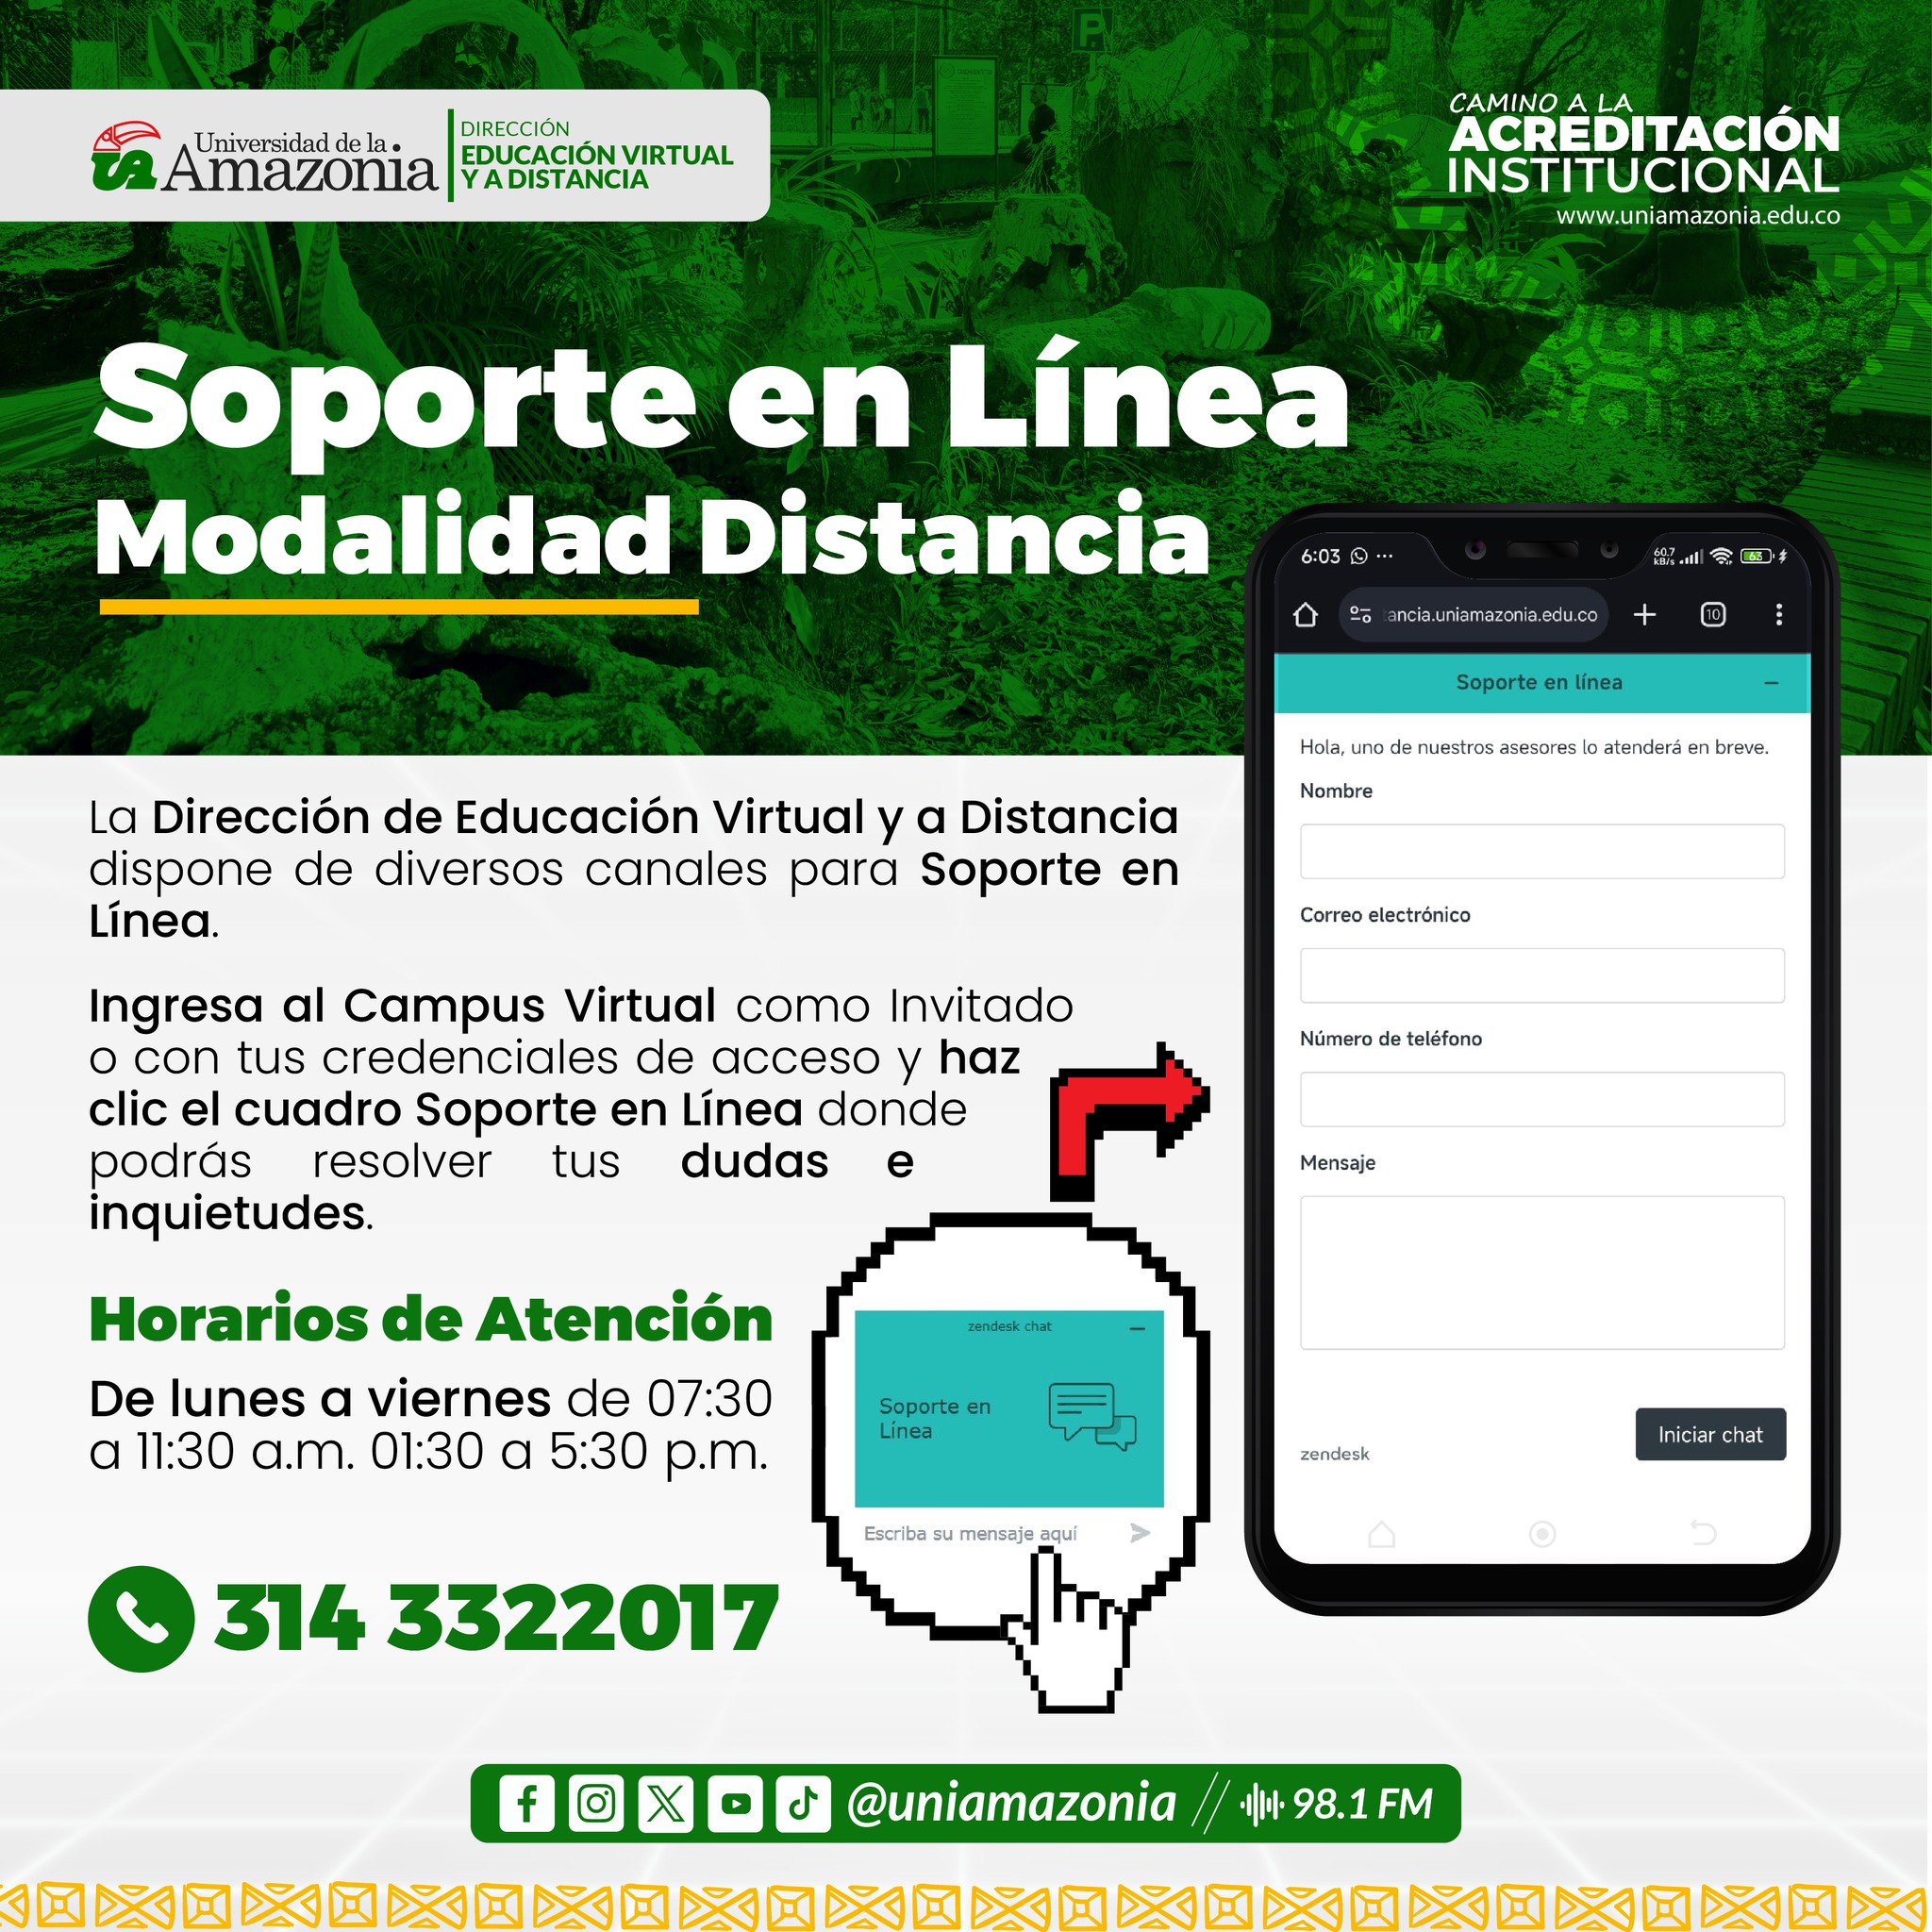 Universidad de la
Amazonia
DIRECCIÓN
EDUCACIÓN VIRTUAL
Y A DISTANCIA
CAMINO A LA
ACREDITACIÓN
INSTITUCIONAL
www.uniamazonia.edu.co
Soporte en Línea
Modalidad Distancia
La Dirección de Educación Virtual y a Distancia
dispone de diversos canales para Soporte en
Línea.
Ingresa al Campus Virtual como Invitado
o con tus credenciales de acceso y haz
clic el cuadro Soporte en Línea donde
podrás resolver tus dudas e
inquietudes.
Horarios de Atención
De lunes a viernes de 07:30
a 11:30 a.m. 01:30 a 5:30 p.m.
314 3322017
zendesk chat
Soporte en
Línea
Escriba su mensaje aquí
6:03
60.7
kB/s
63
tancia.uniamazonia.edu.co
10
Soporte en línea
Hola, uno de nuestros asesores lo atenderá en breve.
Nombre
Correo electrónico
Número de teléfono
Mensaje
Iniciar chat
zendesk
@uniamazonia // 98.1 FM